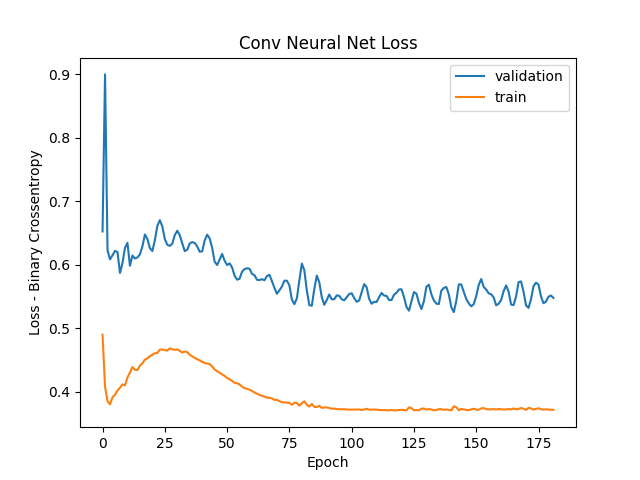 Conv Neural Net Loss
validation
train
0.9
0.8
0.7
0.6
0.5
0.4
Loss - Binary Crossentropy
0 25 50 75 100 125 150 175
Epoch